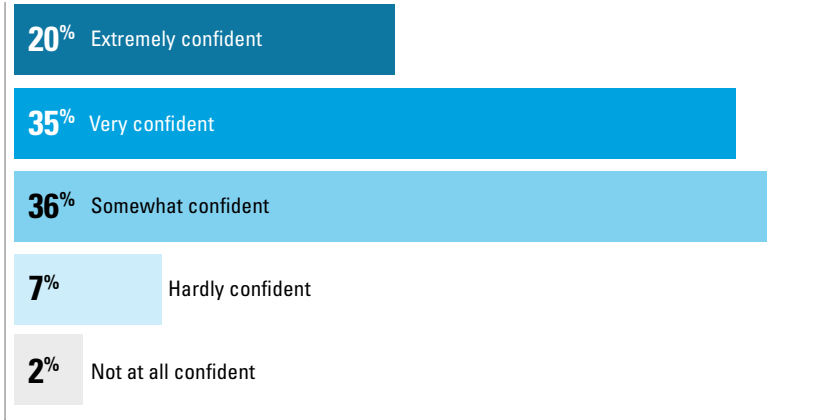 20% Extremely confident
35% Very confident
36% Somewhat confident
7% Hardly confident
2% Not at all confident